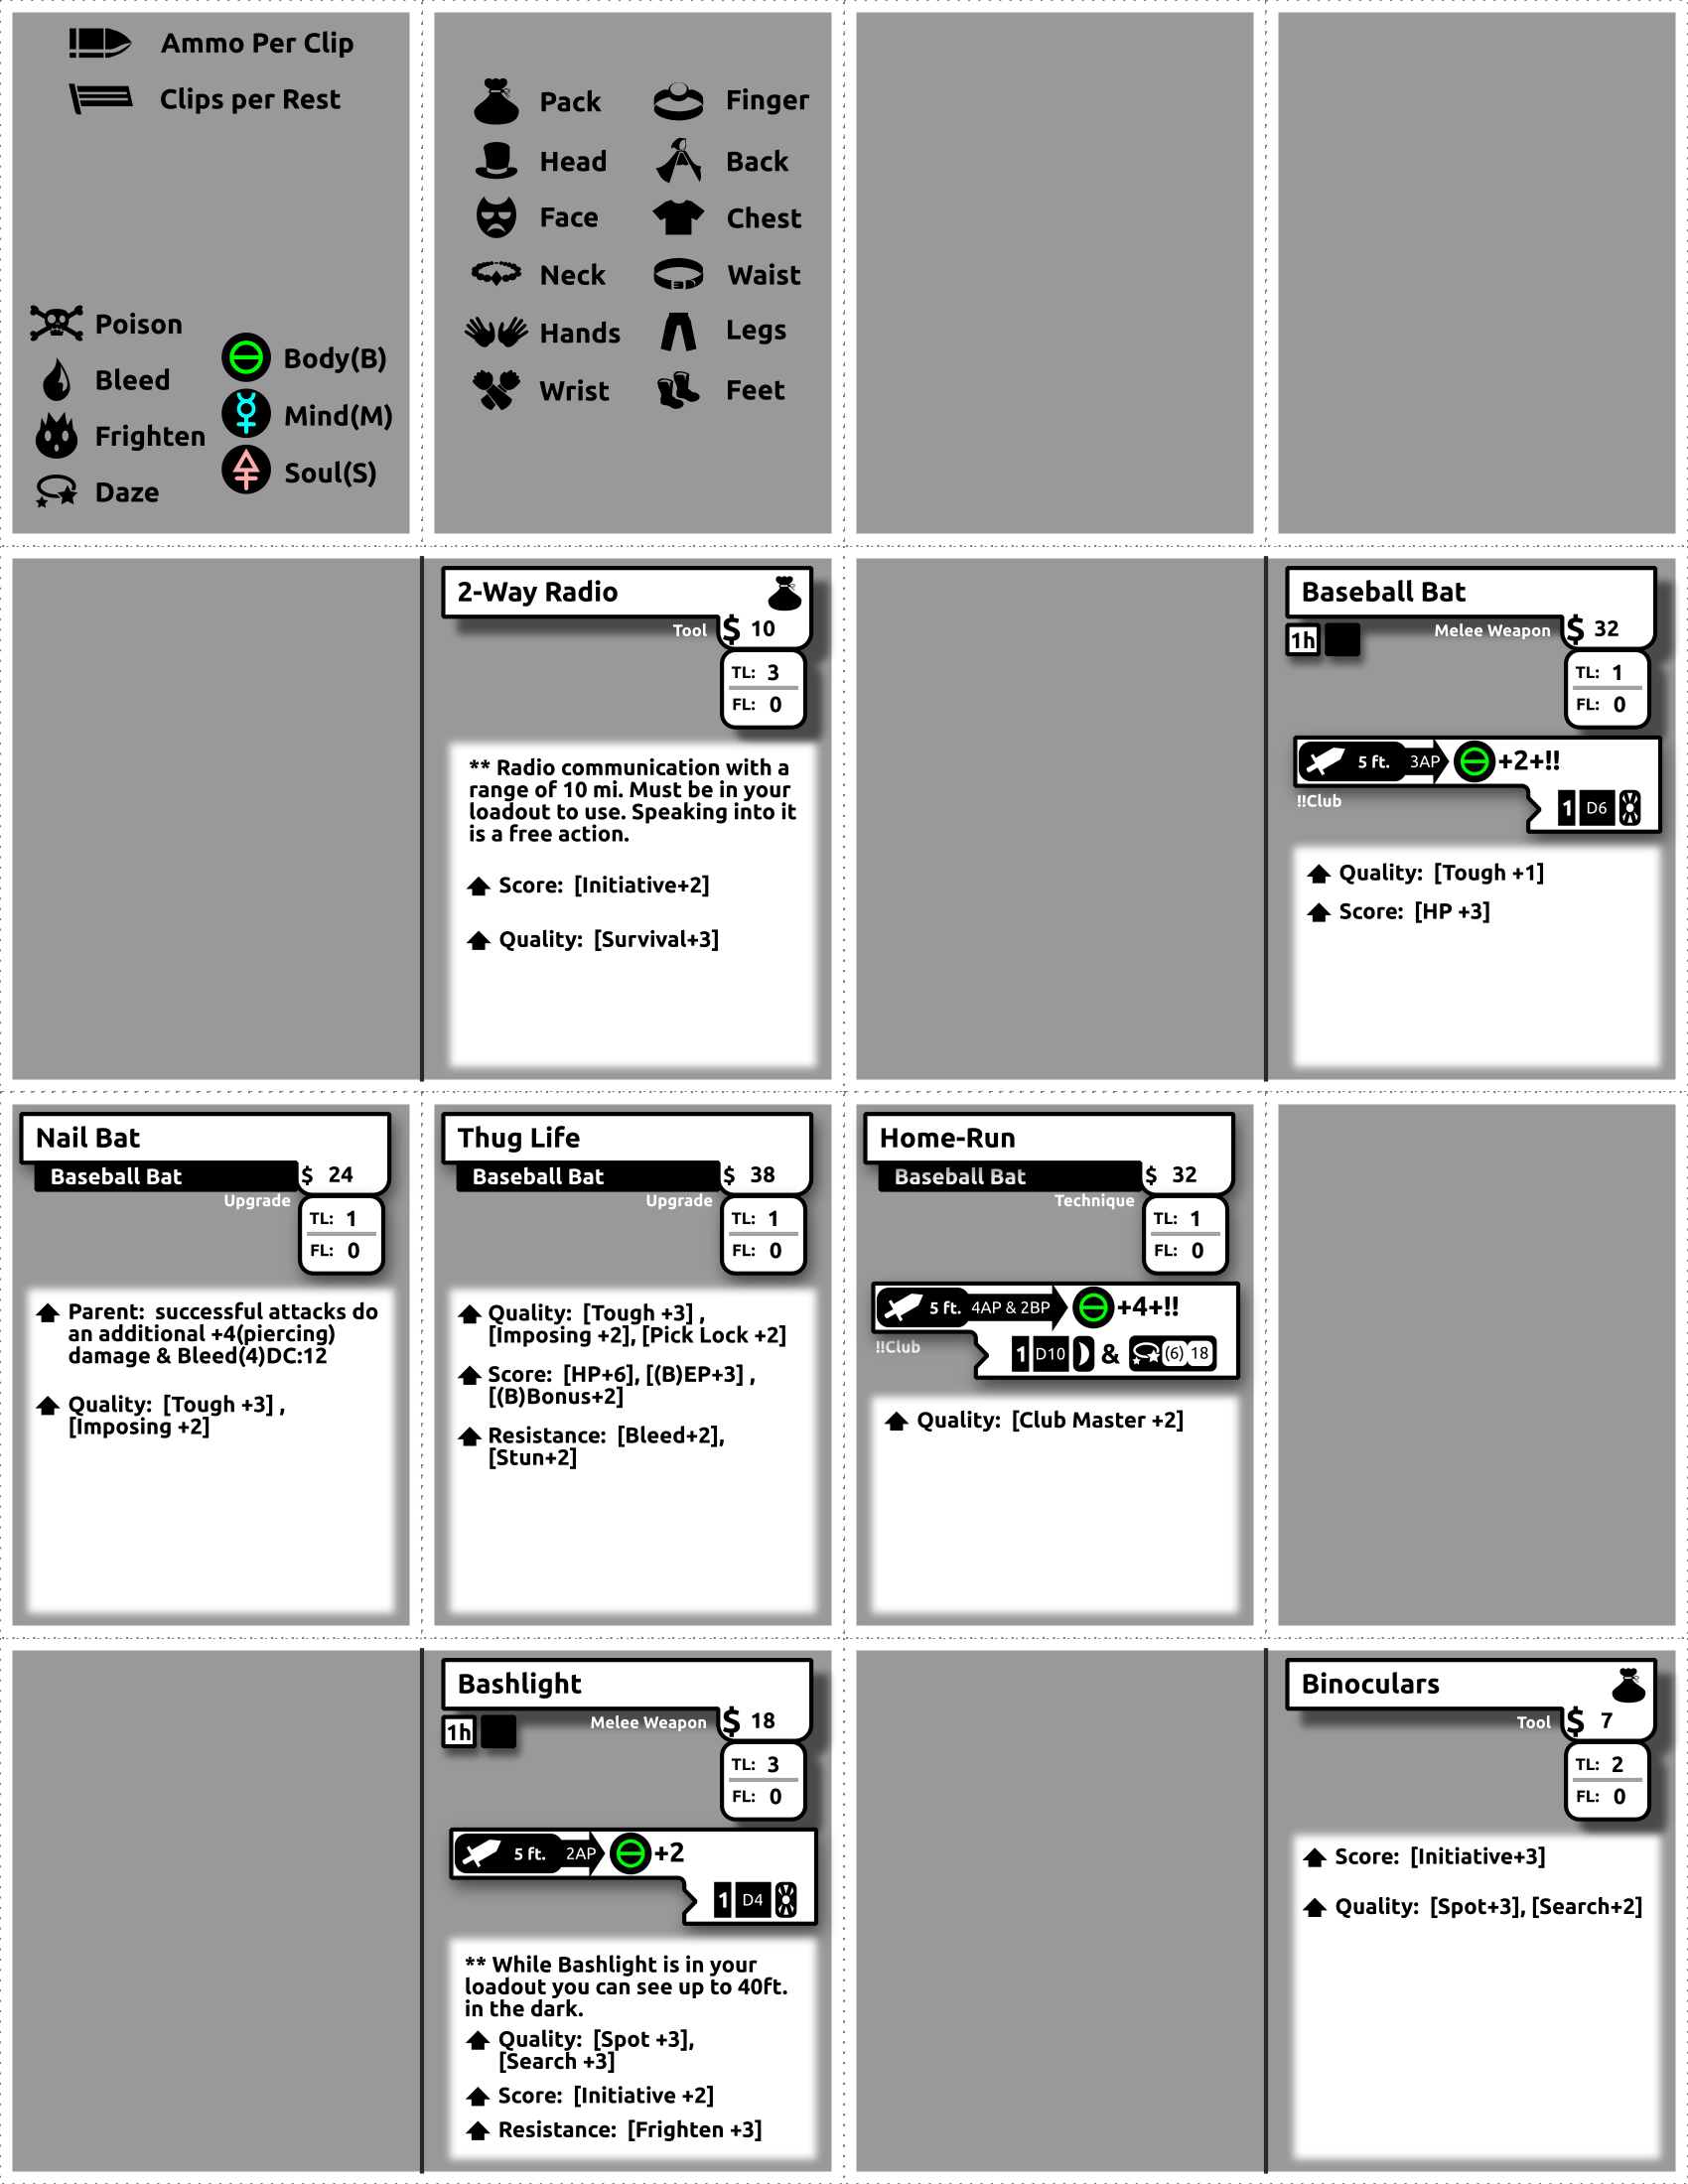 Ammo Per Clip
Clips per Rest
Poison
Bleed
Frighten
Daze
Body(B)
Mind(M)
Soul(S)
Pack
Head
Face
Neck
Hands
Wrist
Finger
Back
Chest
Waist
Legs
Feet
2-Way Radio
Tool
$ 10
TL: 3
FL: 0
** Radio communication with a
range of 10 mi. Must be in your
loadout to use. Speaking into it
is a free action.
Score: [Initiative+2]
Quality: [Survival+3]
Baseball Bat
1h
Melee Weapon
$ 32
TL: 1
FL: 0
5 ft. 3AP +2+!!
!!Club
1 D6
Quality: [Tough +1]
Score: [HP +3]
Nail Bat
Baseball Bat
$ 24
Upgrade
TL: 1
FL: 0
Parent: successful attacks do
an additional +4(piercing)
damage & Bleed(4)DC:12
Quality: [Tough +3] ,
[Imposing +2]
Thug Life
Baseball Bat
$ 38
Upgrade
TL: 1
FL: 0
Quality: [Tough +3] ,
[Imposing +2], [Pick Lock +2]
Score: [HP+6], [(B)EP+3] ,
[(B)Bonus+2]
Resistance: [Bleed+2],
[Stun+2]
Home-Run
Baseball Bat
$ 32
Technique
TL: 1
FL: 0
5 ft. 4AP & 2BP +4+!!
!!Club
1 D10 & (6) 18
Quality: [Club Master +2]
Bashlight
1h
Melee Weapon
$ 18
TL: 3
FL: 0
5 ft. 2AP +2
1 D4
** While Bashlight is in your
loadout you can see up to 40ft.
in the dark.
Quality: [Spot +3],
[Search +3]
Score: [Initiative +2]
Resistance: [Frighten +3]
Binoculars
Tool
$ 7
TL: 2
FL: 0
Score: [Initiative+3]
Quality: [Spot+3], [Search+2]